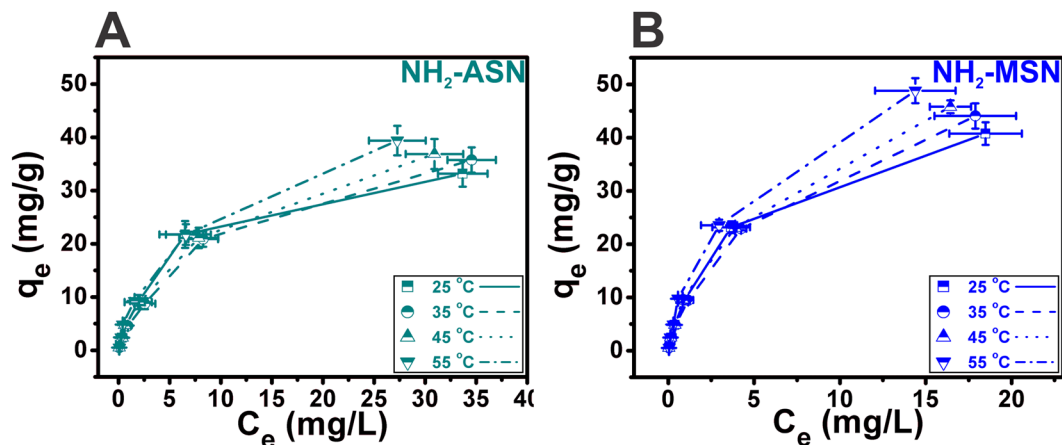 A
NH₂-ASN
50
40
30
20
10
0
qₑ (mg/g)
25 °C
35 °C
45 °C
55 °C
0 5 10 15 20 25 30 35 40
Cₑ (mg/L)
B
NH₂-MSN
50
40
30
20
10
0
qₑ (mg/g)
25 °C
35 °C
45 °C
55 °C
0 5 10 15 20
Cₑ (mg/L)